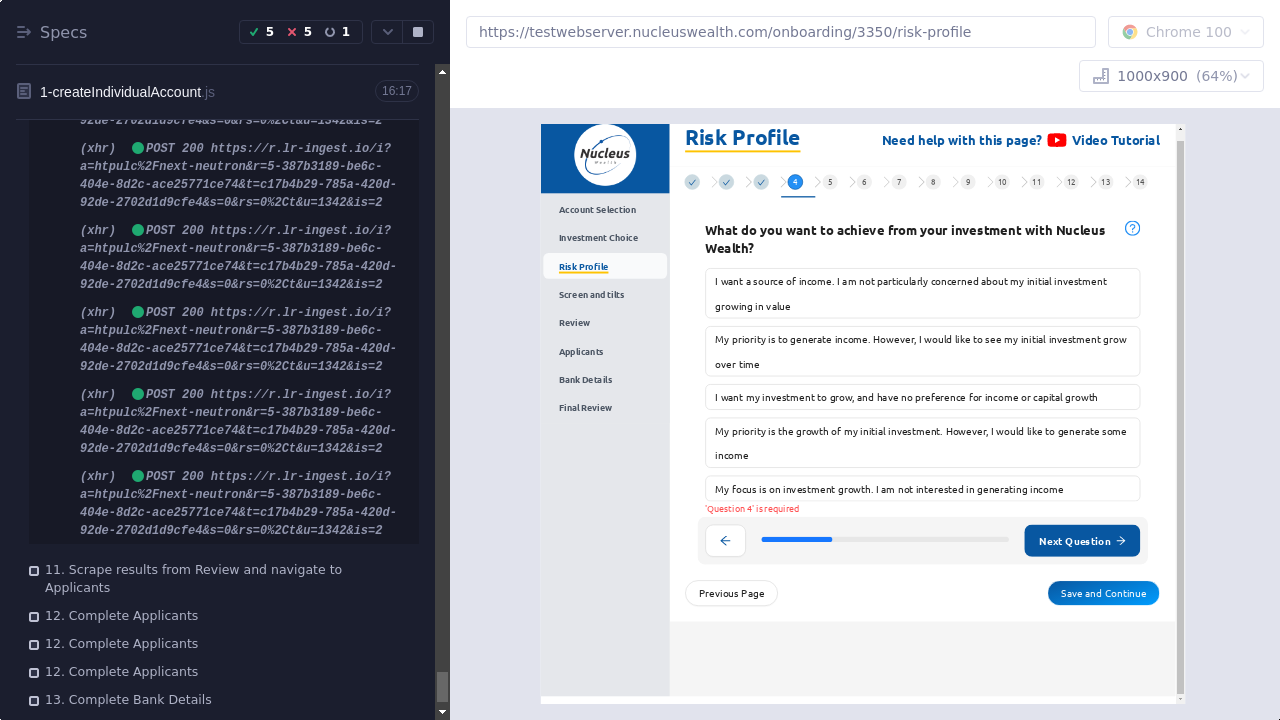 Specs
5 5 1
1-createIndividualAccount.js
16:17
92de-2702d1d9cfe4&s=0&rs=0%2Ct&u=1342&is=2
(xhr) POST 200 https://r.lr-ingest.io/i?
a=htpulc%2Fnext-neutron&r=5-387b3189-be6c-
404e-8d2c-ace25771ce74&t=c17b4b29-785a-420d-
92de-2702d1d9cfe4&s=0&rs=0%2Ct&u=1342&is=2
(xhr) POST 200 https://r.lr-ingest.io/i?
a=htpulc%2Fnext-neutron&r=5-387b3189-be6c-
404e-8d2c-ace25771ce74&t=c17b4b29-785a-420d-
92de-2702d1d9cfe4&s=0&rs=0%2Ct&u=1342&is=2
(xhr) POST 200 https://r.lr-ingest.io/i?
a=htpulc%2Fnext-neutron&r=5-387b3189-be6c-
404e-8d2c-ace25771ce74&t=c17b4b29-785a-420d-
92de-2702d1d9cfe4&s=0&rs=0%2Ct&u=1342&is=2
(xhr) POST 200 https://r.lr-ingest.io/i?
a=htpulc%2Fnext-neutron&r=5-387b3189-be6c-
404e-8d2c-ace25771ce74&t=c17b4b29-785a-420d-
92de-2702d1d9cfe4&s=0&rs=0%2Ct&u=1342&is=2
(xhr) POST 200 https://r.lr-ingest.io/i?
a=htpulc%2Fnext-neutron&r=5-387b3189-be6c-
404e-8d2c-ace25771ce74&t=c17b4b29-785a-420d-
92de-2702d1d9cfe4&s=0&rs=0%2Ct&u=1342&is=2
11. Scrape results from Review and navigate to
Applicants
12. Complete Applicants
12. Complete Applicants
12. Complete Applicants
13. Complete Bank Details
https://testwebserver.nucleuswealth.com/onboarding/3350/risk-profile
Chrome 100
1000x900 (64%)
Nucleus
Wealth
Account Selection
Investment Choice
Risk Profile
Screen and tilts
Review
Applicants
Bank Details
Final Review
Risk Profile
Need help with this page? Video Tutorial
4 5 6 7 8 9 10 11 12 13 14
What do you want to achieve from your investment with Nucleus
Wealth?
I want a source of income. I am not particularly concerned about my initial investment
growing in value
My priority is to generate income. However, I would like to see my initial investment grow
over time
I want my investment to grow, and have no preference for income or capital growth
My priority is the growth of my initial investment. However, I would like to generate some
income
My focus is on investment growth. I am not interested in generating income
'Question 4' is required
Next Question
Previous Page
Save and Continue